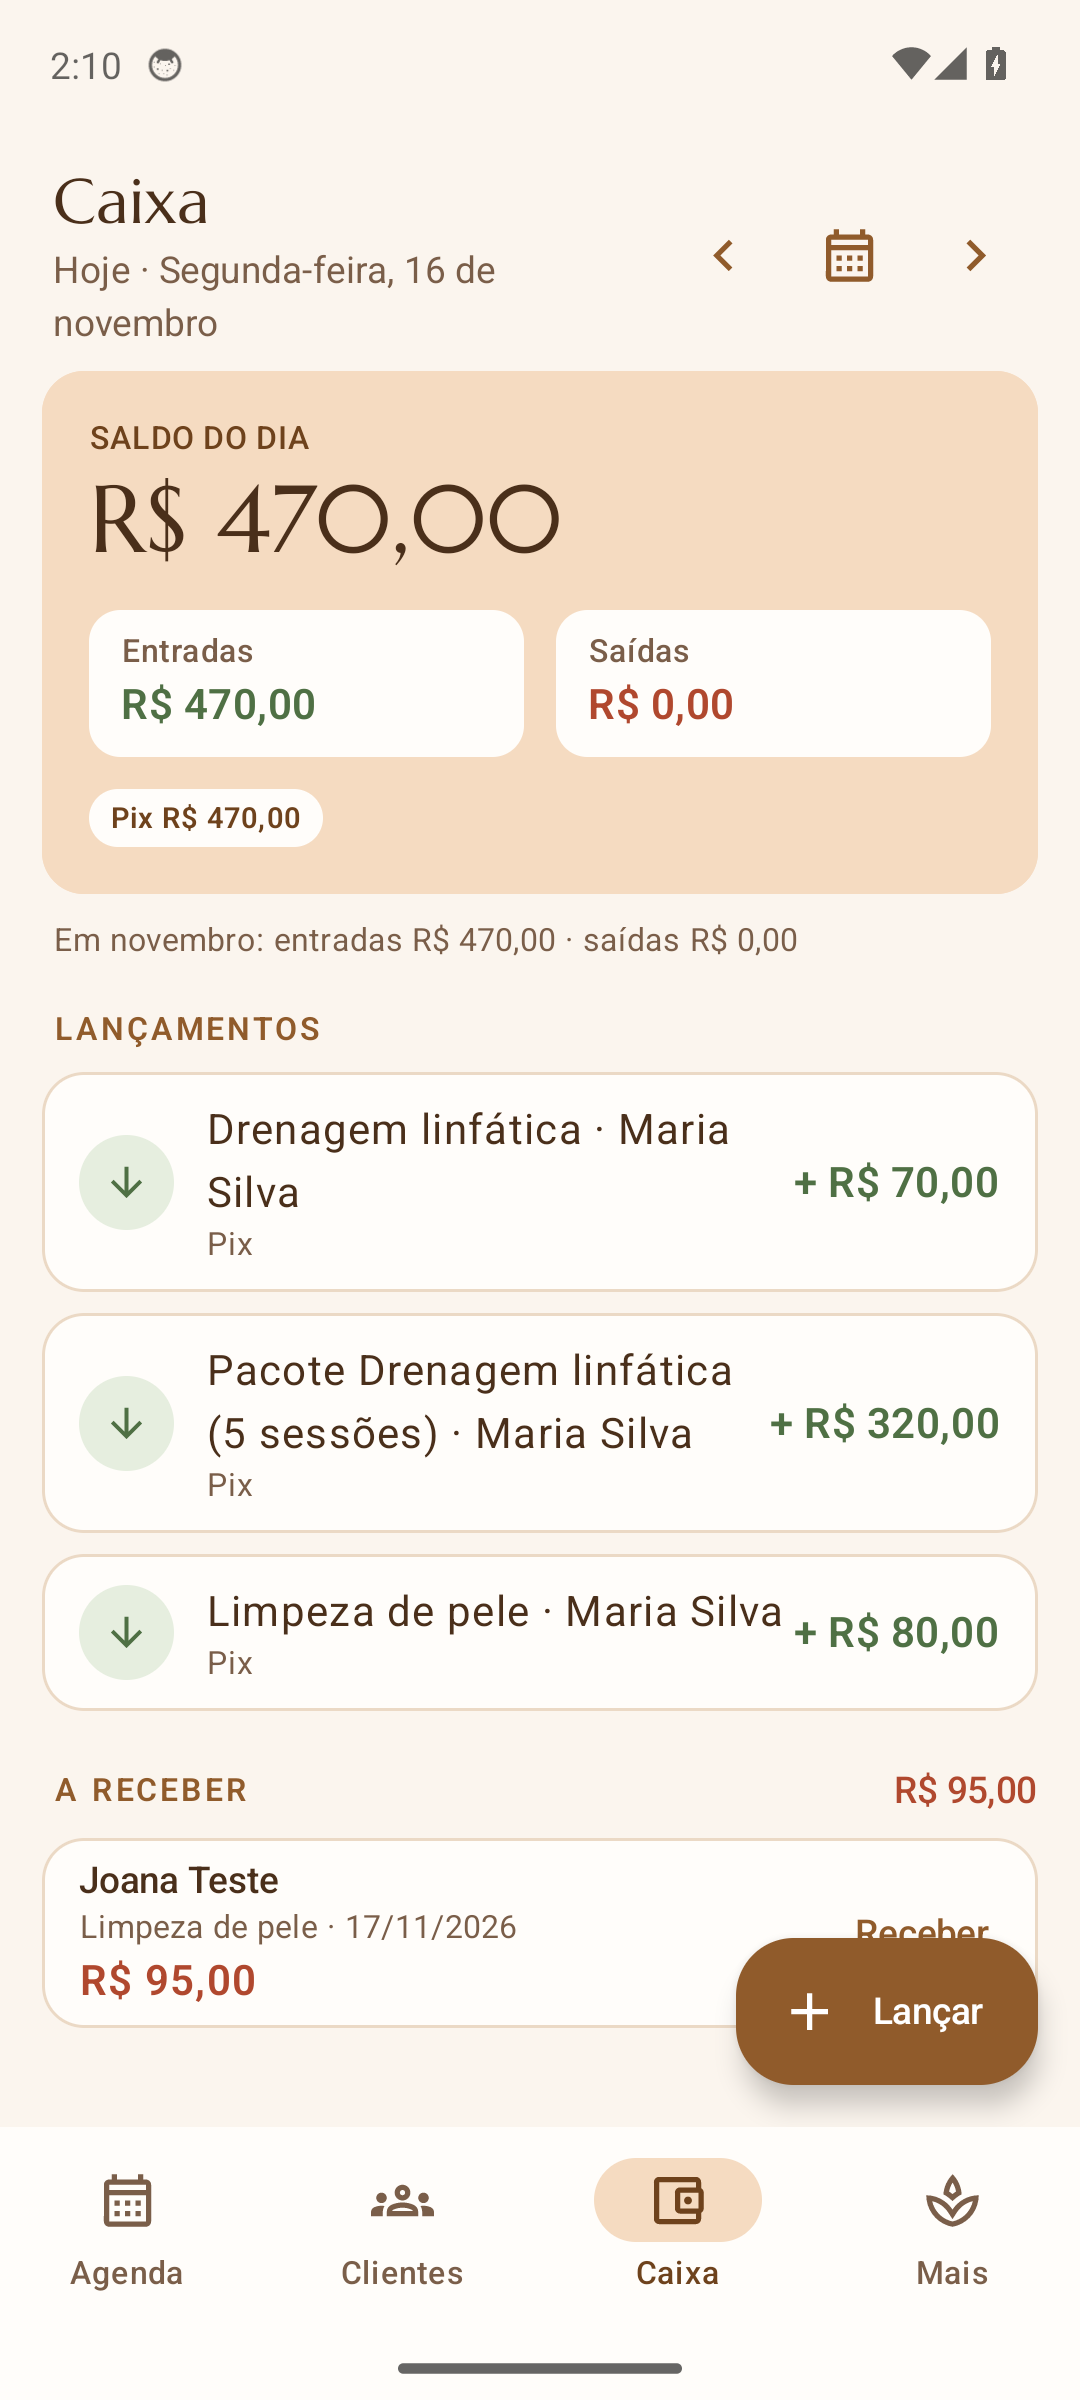 2:10
Caixa
Hoje · Segunda-feira, 16 de
novembro
SALDO DO DIA
R$ 470,00
Entradas
R$ 470,00
Saídas
R$ 0,00
Pix R$ 470,00
Em novembro: entradas R$ 470,00 · saídas R$ 0,00
LANÇAMENTOS
Drenagem linfática · Maria
Silva
Pix
+ R$ 70,00
Pacote Drenagem linfática
(5 sessões) · Maria Silva
Pix
+ R$ 320,00
Limpeza de pele · Maria Silva
Pix
+ R$ 80,00
A RECEBER
R$ 95,00
Joana Teste
Limpeza de pele · 17/11/2026
R$ 95,00
Receber
Lançar
Agenda
Clientes
Caixa
Mais